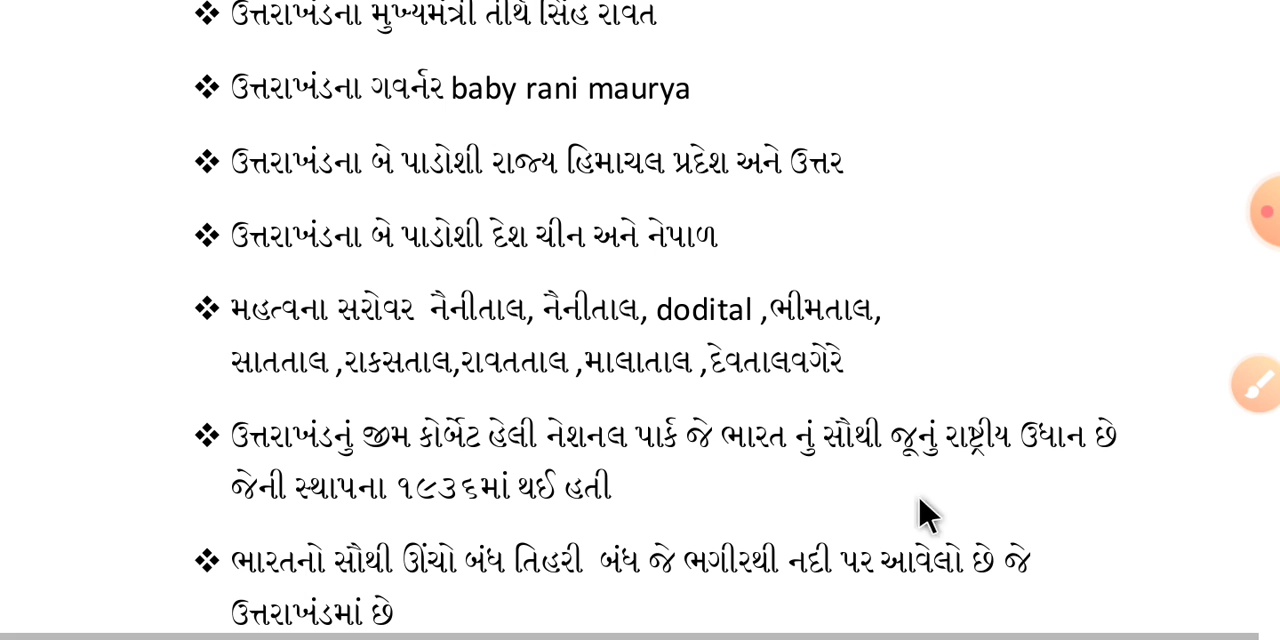 ❖ ઉત્તરાખંડના મુખ્યમંત્રી તીર્થ સિંહ રાવત
❖ ઉત્તરાખંડના ગવર્નર baby rani maurya
❖ ઉત્તરાખંડના બે પાડોશી રાજ્ય હિમાચલ પ્રદેશ અને ઉત્તર
❖ ઉત્તરાખંડના બે પાડોશી દેશ ચીન અને નેપાળ
❖ મહત્વના સરોવર નૈનીતાલ, નૈનીતાલ, dodital ,ભીમતાલ,
સાતતાલ ,રાકસતાલ,રાવતતાલ ,માલાતાલ ,દેવતાલવગેરે
❖ ઉત્તરાખંડનું જીમ કોર્બેટ હેલી નેશનલ પાર્ક જે ભારત નું સૌથી જૂનું રાષ્ટ્રીય ઉધાન છે
જેની સ્થાપના ૧૯૩૬માં થઈ હતી
❖ ભારતનો સૌથી ઊંચો બંધ તિહરી બંધ જે ભગીરથી નદી પર આવેલો છે જે
ઉત્તરાખંડમાં છે